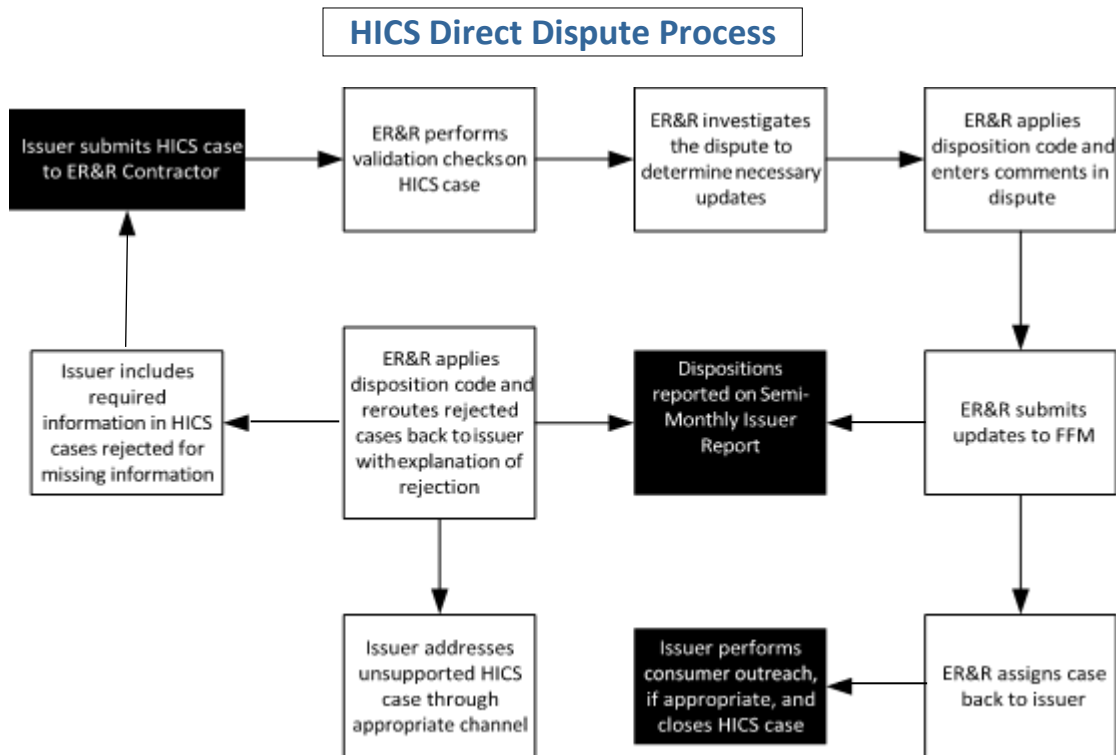 HICS Direct Dispute Process
Issuer submits HICS case
to ER&R Contractor
ER&R performs
validation checks on
HICS case
ER&R investigates
the dispute to
determine necessary
updates
ER&R applies
disposition code and
enters comments in
dispute
Issuer includes
required
information in HICS
cases rejected for
missing information
ER&R applies
disposition code and
reroutes rejected
cases back to issuer
with explanation of
rejection
Dispositions
reported on Semi-
Monthly Issuer
Report
ER&R submits
updates to FFM
Issuer addresses
unsupported HICS
case through
appropriate channel
Issuer performs
consumer outreach,
if appropriate, and
closes HICS case
ER&R assigns case
back to issuer